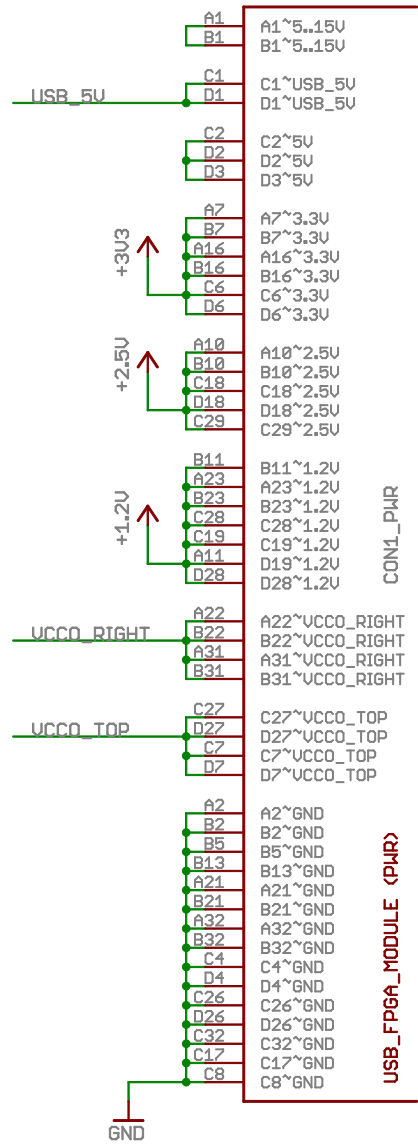 A1 A1~5..15V
B1 B1~5..15V
C1 C1~USB_5V
USB_5V D1 D1~USB_5V
C2 C2~5V
D2 D2~5V
D3 D3~5V
A7 A7~3.3V
B7 B7~3.3V
A16 A16~3.3V
B16 B16~3.3V
C6 C6~3.3V
D6 D6~3.3V
+3V3
A10 A10~2.5V
B10 B10~2.5V
C18 C18~2.5V
D18 D18~2.5V
C29 C29~2.5V
+2.5V
B11 B11~1.2V
A23 A23~1.2V
B23 B23~1.2V
C28 C28~1.2V
C19 C19~1.2V
A11 D19~1.2V
D28 D28~1.2V
+1.2V
CON1_PWR
A22 A22~VCCO_RIGHT
VCCO_RIGHT B22 B22~VCCO_RIGHT
A31 A31~VCCO_RIGHT
B31 B31~VCCO_RIGHT
C27 C27~VCCO_TOP
VCCO_TOP D27 D27~VCCO_TOP
C7 C7~VCCO_TOP
D7 D7~VCCO_TOP
A2 A2~GND
B2 B2~GND
B5 B5~GND
B13 B13~GND
A21 A21~GND
B21 B21~GND
A32 A32~GND
B32 B32~GND
C4 C4~GND
D4 D4~GND
C26 C26~GND
D26 D26~GND
C32 C32~GND
C17 C17~GND
C8 C8~GND
USB_FPGA_MODULE (PWR)
GND